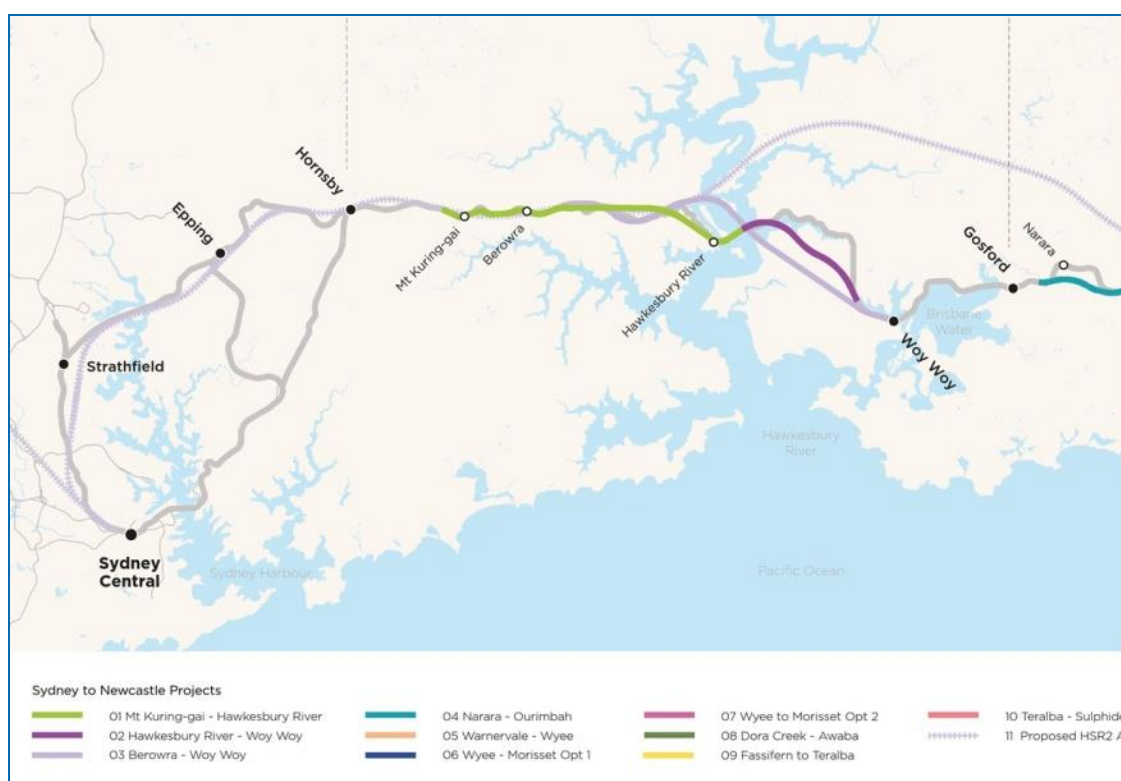 Hornsby
Epping
Mt Kuring-gai
Berowra
Hawkesbury River
Narara
Gosford
Brisbane
Water
Woy Woy
Strathfield
Hawkesbury
River
Sydney
Central
Sydney Harbour
Pacific Ocean
Sydney to Newcastle Projects
01 Mt Kuring-gai - Hawkesbury River
02 Hawkesbury River - Woy Woy
03 Berowra - Woy Woy
04 Narara - Ourimbah
05 Warnervale - Wyee
06 Wyee - Morisset Opt 1
07 Wyee to Morisset Opt 2
08 Dora Creek - Awaba
09 Fassifern to Teralba
10 Teralba - Sulphide
11 Proposed HSR2 A